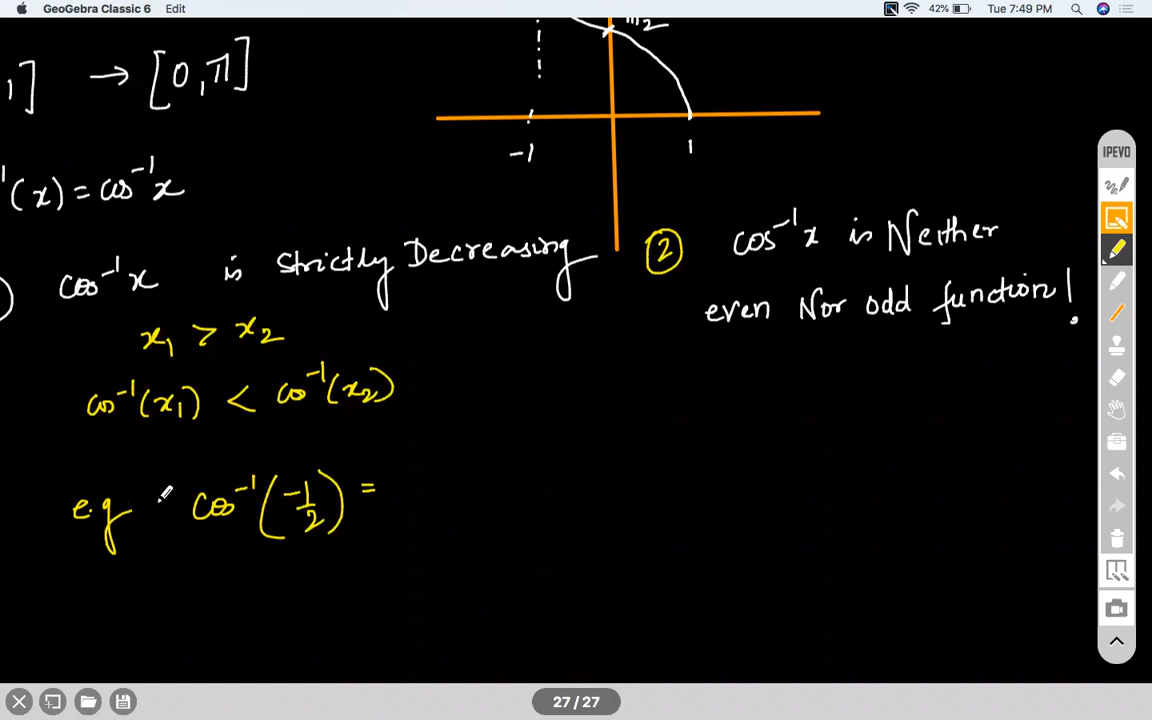 GeoGebra Classic 6 Edit 42% Tue 7:49 PM
1] → [0, π]
π/2
-1 1
IPEVO
⁻¹(x) = cos⁻¹x
cos⁻¹x is strictly Decreasing
x₁ > x₂
cos⁻¹(x₁) < cos⁻¹(x₂)
e.g cos⁻¹(-1/2) =
② cos⁻¹x is Neither
even Nor odd function!
27 / 27